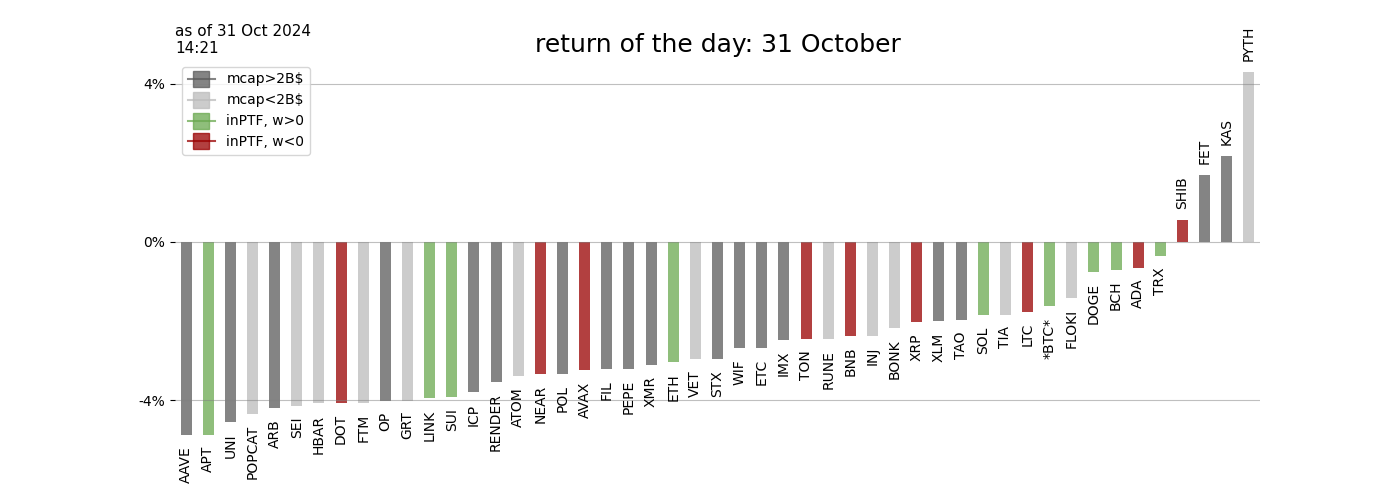 as of 31 Oct 2024
14:21
return of the day: 31 October
mcap>2B$
mcap<2B$
inPTF, w>0
inPTF, w<0
4%
0%
-4%
AAVE
APT
UNI
POPCAT
ARB
SEI
HBAR
DOT
FTM
OP
GRT
LINK
SUI
ICP
RENDER
ATOM
NEAR
POL
AVAX
FIL
PEPE
XMR
ETH
VET
STX
WIF
ETC
IMX
TON
RUNE
BNB
INJ
BONK
XRP
XLM
TAO
SOL
TIA
LTC
*BTC*
FLOKI
DOGE
BCH
ADA
TRX
SHIB
FET
KAS
PYTH